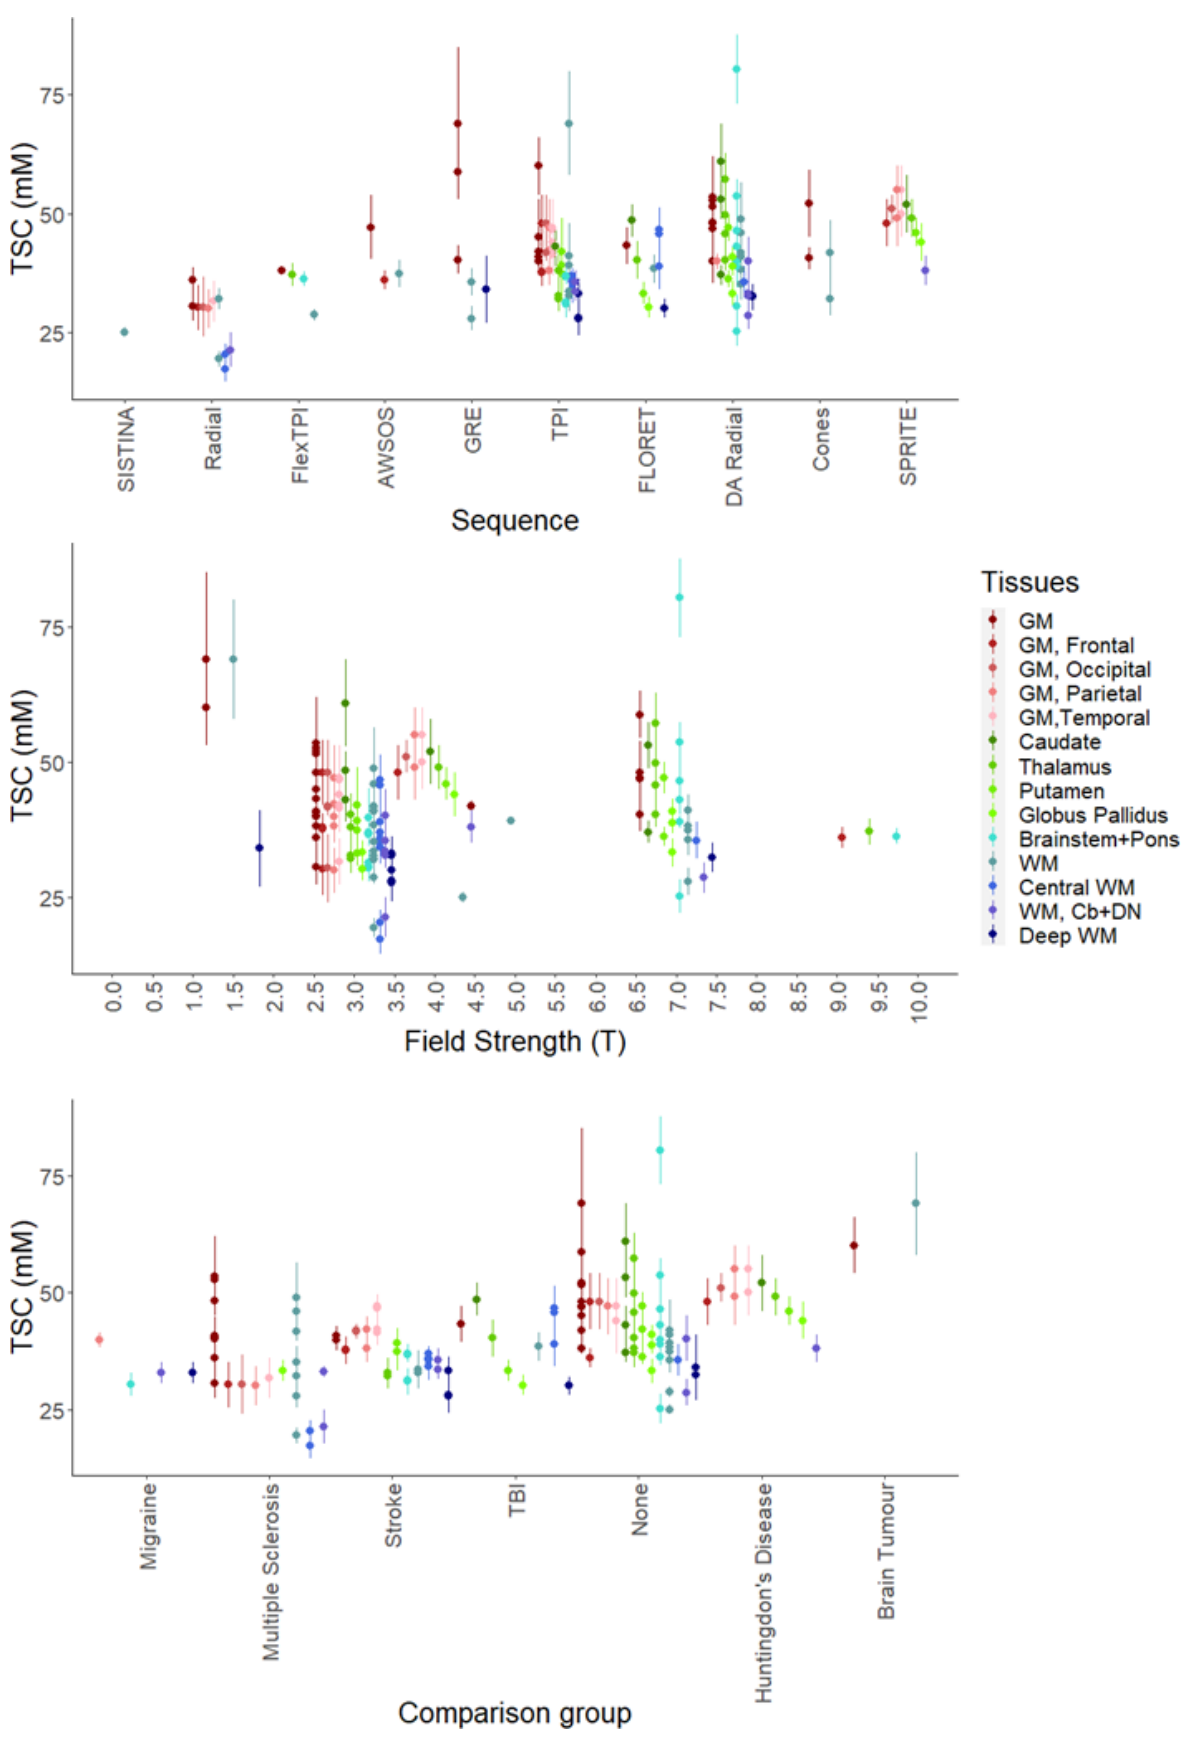 75
50
25
TSC (mM)
SISTINA
Radial
FlexTPI
AWSOS
GRE
TPI
FLORET
DA Radial
Cones
SPRITE
Sequence
75
50
25
TSC (mM)
0.0
0.5
1.0
1.5
2.0
2.5
3.0
3.5
4.0
4.5
5.0
5.5
6.0
6.5
7.0
7.5
8.0
8.5
9.0
9.5
10.0
Field Strength (T)
Tissues
GM
GM, Frontal
GM, Occipital
GM, Parietal
GM,Temporal
Caudate
Thalamus
Putamen
Globus Pallidus
Brainstem+Pons
WM
Central WM
WM, Cb+DN
Deep WM
75
50
25
TSC (mM)
Migraine
Multiple Sclerosis
Stroke
TBI
None
Huntingdon's Disease
Brain Tumour
Comparison group